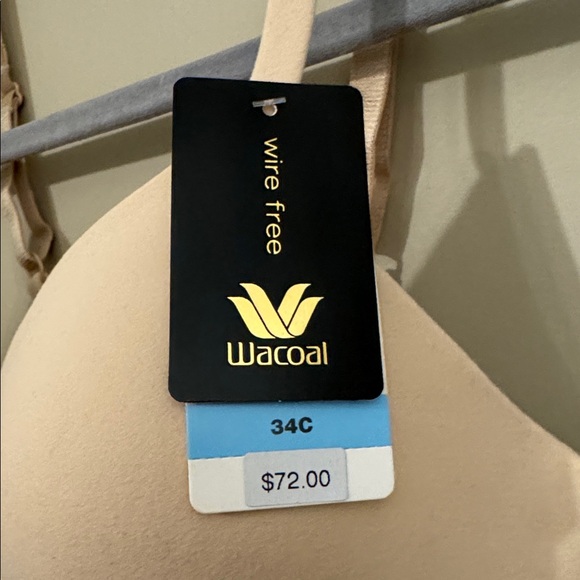 wire free
Wacoal
34C
$72.00